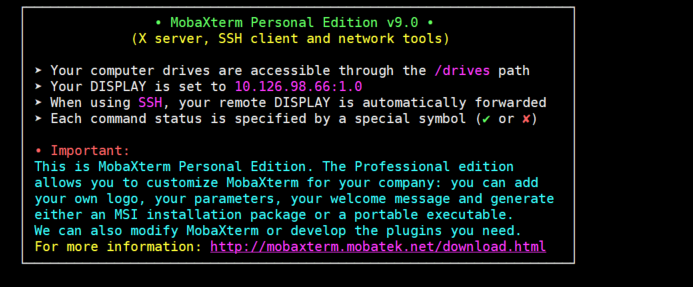 • MobaXterm Personal Edition v9.0 •
(X server, SSH client and network tools)
➤ Your computer drives are accessible through the /drives path
➤ Your DISPLAY is set to 10.126.98.66:1.0
➤ When using SSH, your remote DISPLAY is automatically forwarded
➤ Each command status is specified by a special symbol (✔ or ✘)
• Important:
This is MobaXterm Personal Edition. The Professional edition
allows you to customize MobaXterm for your company: you can add
your own logo, your parameters, your welcome message and generate
either an MSI installation package or a portable executable.
We can also modify MobaXterm or develop the plugins you need.
For more information: http://mobaxterm.mobatek.net/download.html